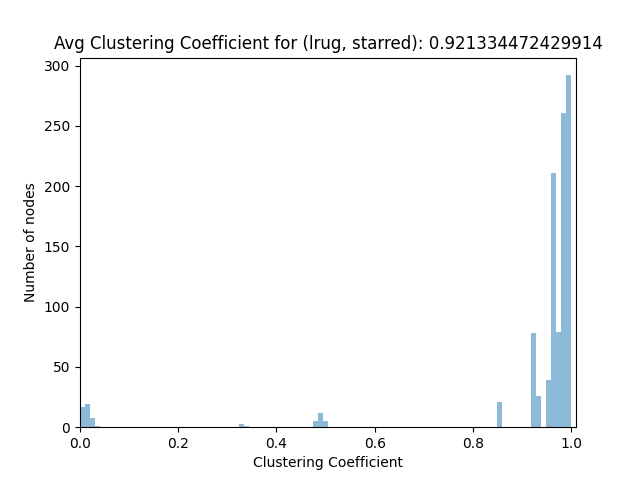 Avg Clustering Coefficient for (lrug, starred): 0.921334472429914
300
250
200
150
100
50
0
Number of nodes
0.0 0.2 0.4 0.6 0.8 1.0
Clustering Coefficient